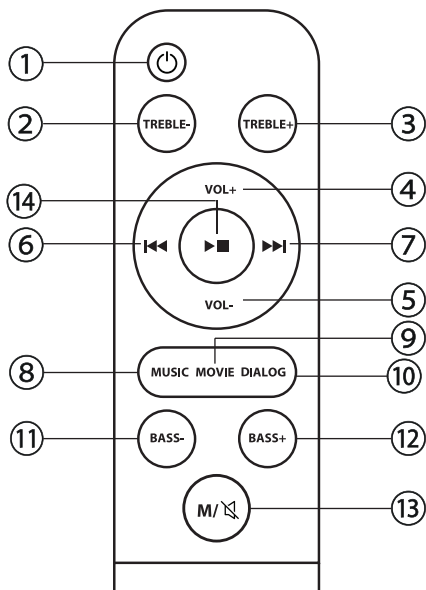 ①
② TREBLE- TREBLE+ ③
VOL+ ④
⑭
⑥ ⑦
VOL- ⑤
⑨
⑧ MUSIC MOVIE DIALOG ⑩
⑪ BASS- BASS+ ⑫
M/ ⑬